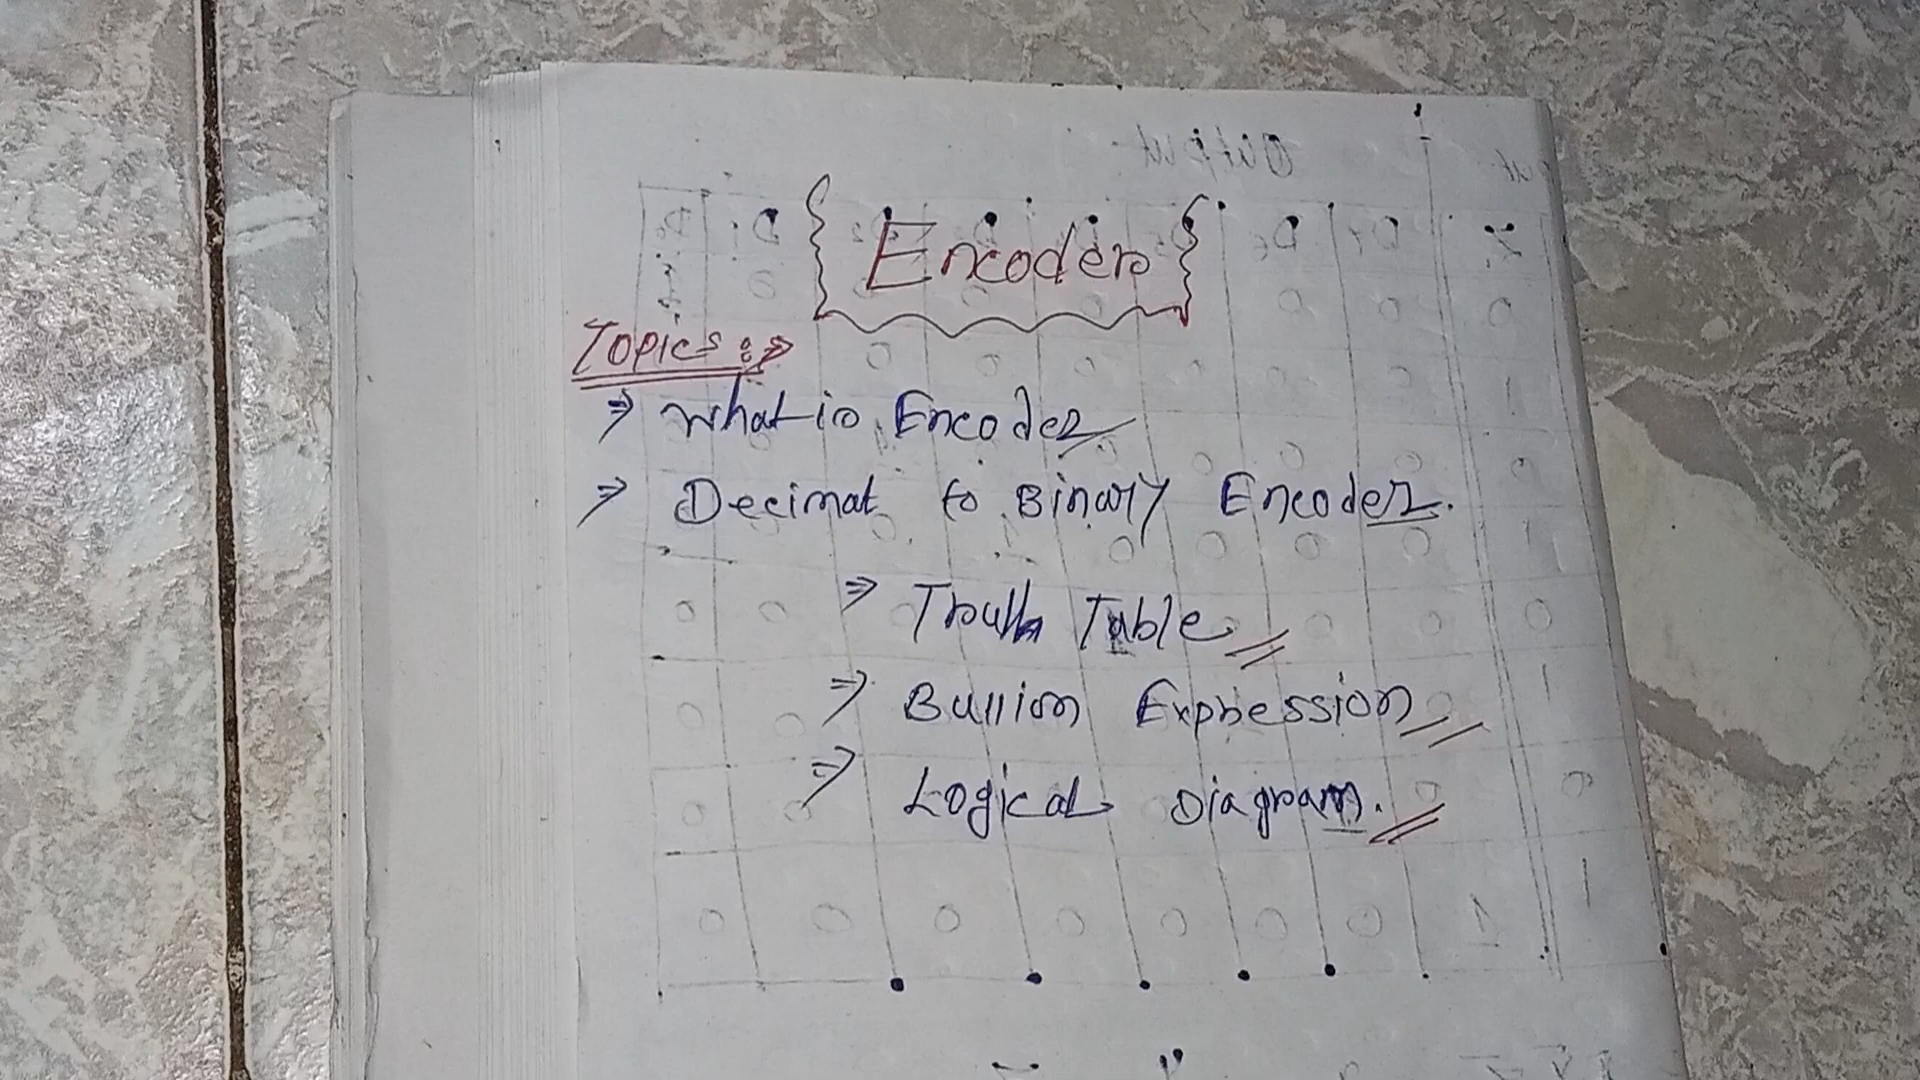 Encoder
Topics :⇒
⇒ What is Encoder
⇒ Decimal to Binary Encoder.
⇒ Truth Table
⇒ Bullion Expression
⇒ Logical Diagram.